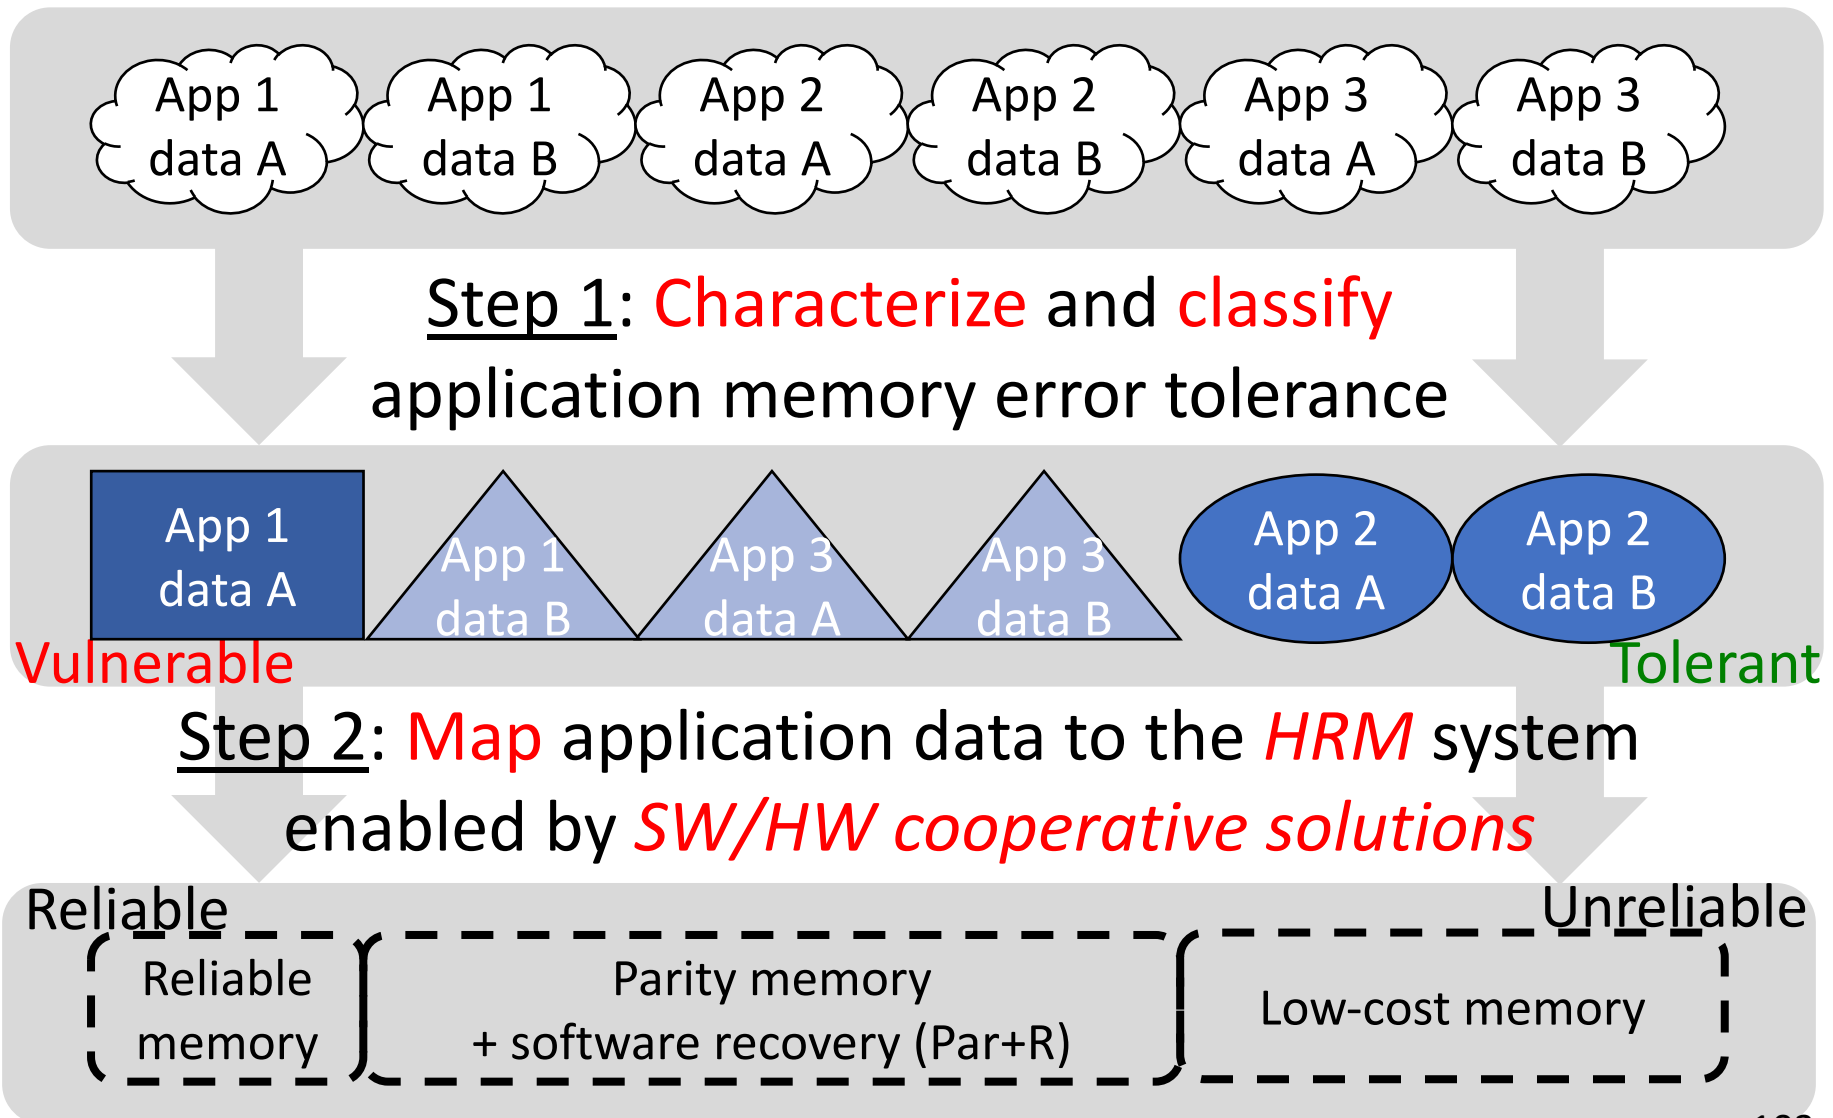 App 1
data A
App 1
data B
App 2
data A
App 2
data B
App 3
data A
App 3
data B
Step 1: Characterize and classify
application memory error tolerance
App 1
data A
App 1
data B
App 3
data A
App 3
data B
App 2
data A
App 2
data B
Vulnerable
Tolerant
Step 2: Map application data to the HRM system
enabled by SW/HW cooperative solutions
Reliable
Unreliable
Reliable
memory
Parity memory
+ software recovery (Par+R)
Low-cost memory